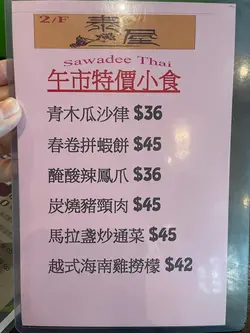 2/F 泰屋
Sawadee Thai
午市特價小食
青木瓜沙律 $36
春卷拼蝦餅 $45
醃酸辣鳳爪 $36
炭燒豬頸肉 $45
馬拉盞炒通菜 $45
越式海南雞撈檬 $42